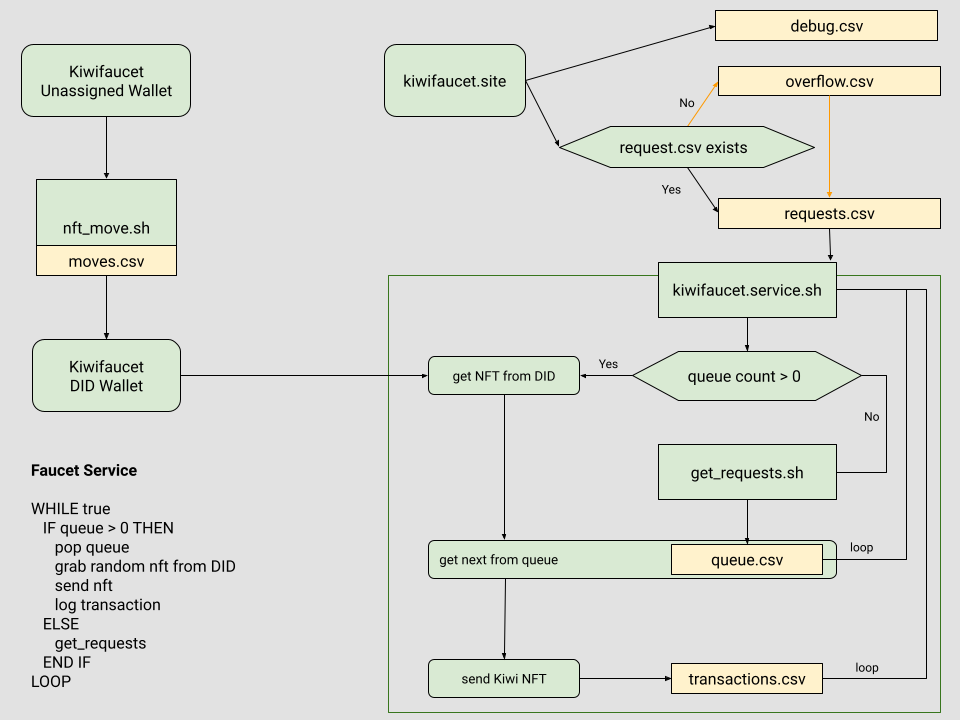 debug.csv
Kiwifaucet
Unassigned Wallet
kiwifaucet.site
overflow.csv
No
request.csv exists
Yes
requests.csv
nft_move.sh
moves.csv
kiwifaucet.service.sh
Kiwifaucet
DID Wallet
get NFT from DID
Yes
queue count > 0
No
get_requests.sh
Faucet Service
WHILE true
IF queue > 0 THEN
pop queue
grab random nft from DID
send nft
log transaction
ELSE
get_requests
END IF
LOOP
get next from queue
queue.csv
loop
send Kiwi NFT
transactions.csv
loop